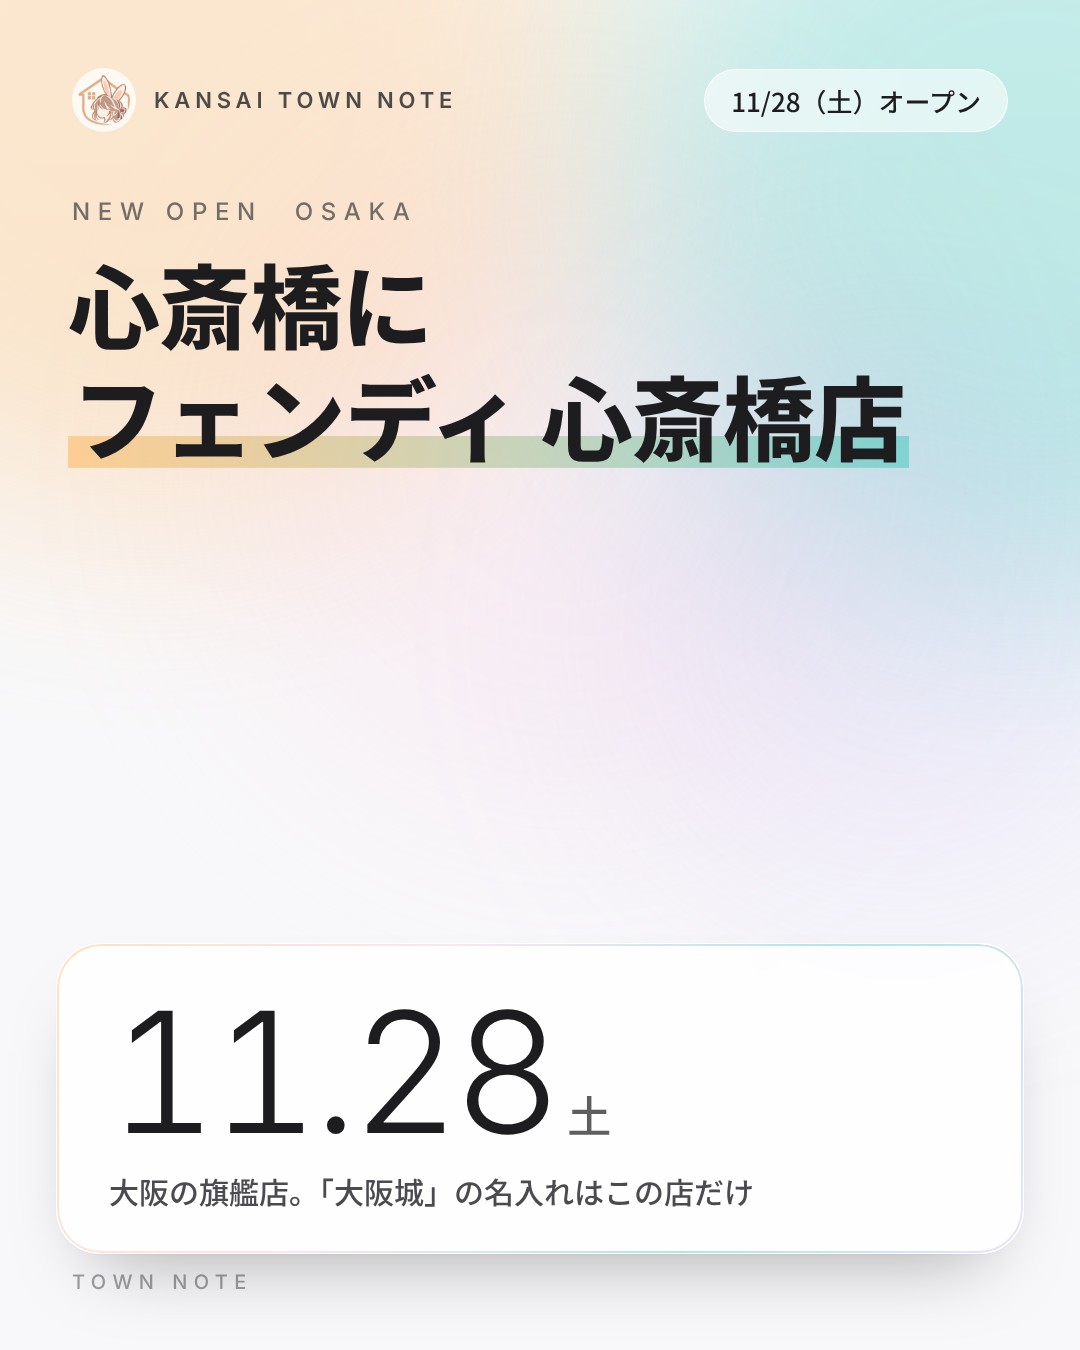 KANSAI TOWN NOTE
11/28（土）オープン
NEW OPEN OSAKA
心斎橋に
フェンディ 心斎橋店
11.28 土
大阪の旗艦店。「大阪城」の名入れはこの店だけ
TOWN NOTE